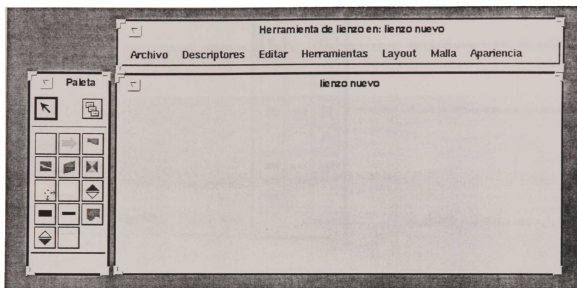 Herramienta de lienzo en: lienzo nuevo
Archivo Descriptores Editar Herramientas Layout Malla Apariencia
Paleta
lienzo nuevo